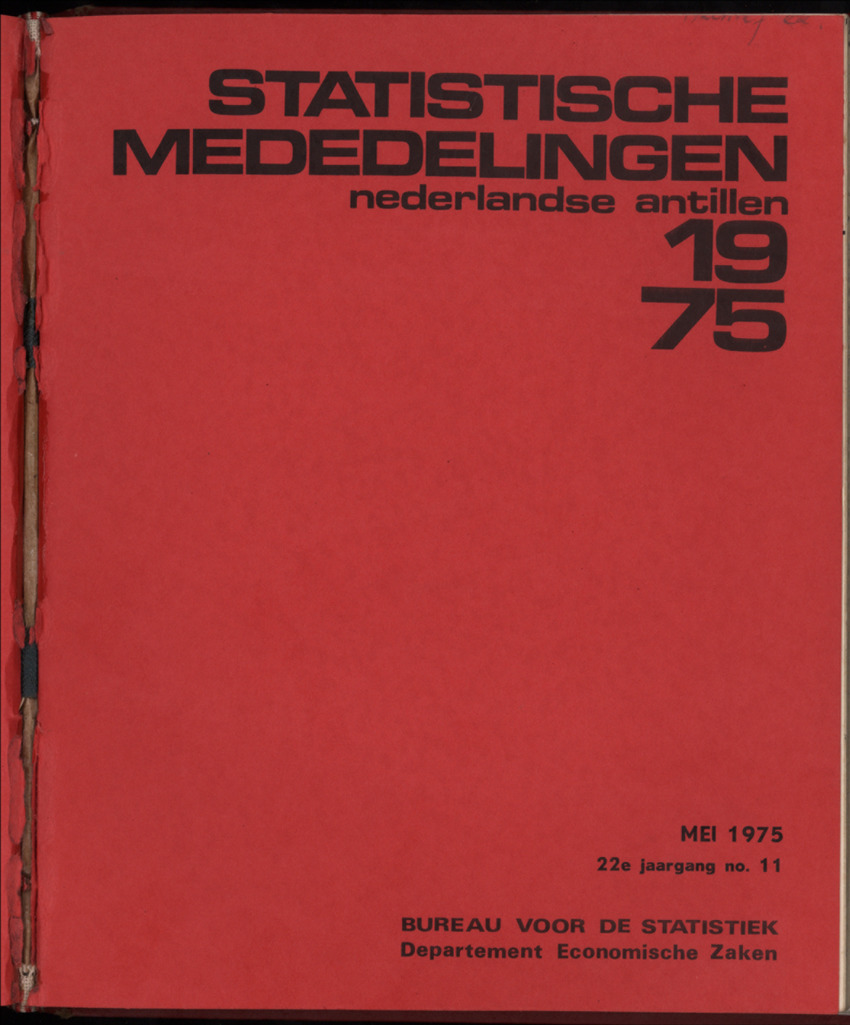 STATISTISCHE
MEDEDELINGEN
nederlandse antillen
19
75
MEI 1975
22e jaargang no. 11
BUREAU VOOR DE STATISTIEK
Departement Economische Zaken